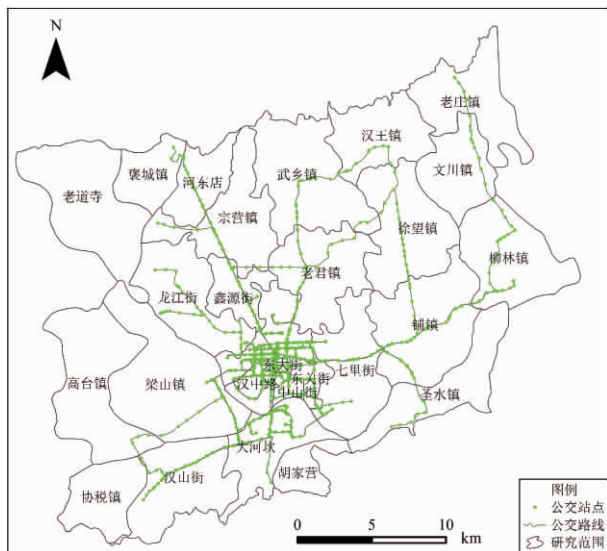 N
老庄镇
汉王镇
褒城镇
河东店
武乡镇
文川镇
老道寺
宗营镇
徐望镇
老君镇
柳林镇
龙江街
鑫源街
铺镇
东大街
七里街
高台镇
梁山镇
汉中路
东关街
中山街
圣水镇
大河坎
汉山街
胡家营
协税镇
图例
公交站点
公交路线
研究范围
0
5
10
km